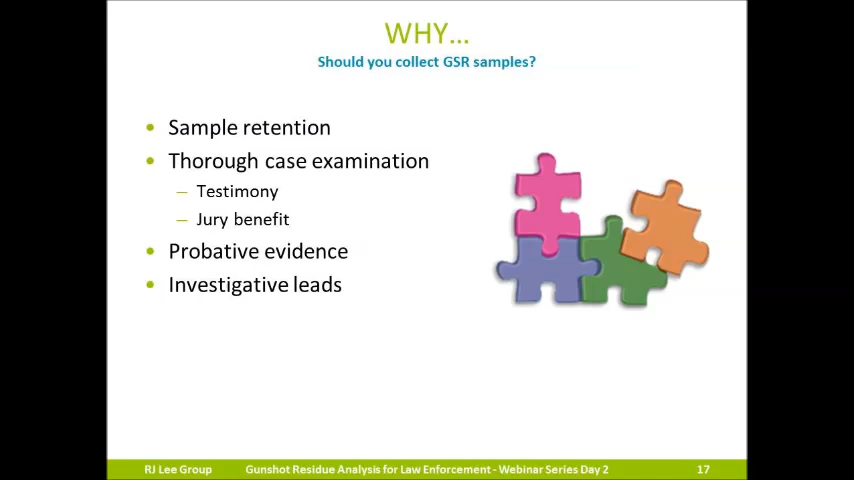 WHY...
Should you collect GSR samples?
• Sample retention
• Thorough case examination
– Testimony
– Jury benefit
• Probative evidence
• Investigative leads
RJ Lee Group Gunshot Residue Analysis for Law Enforcement - Webinar Series Day 2 17